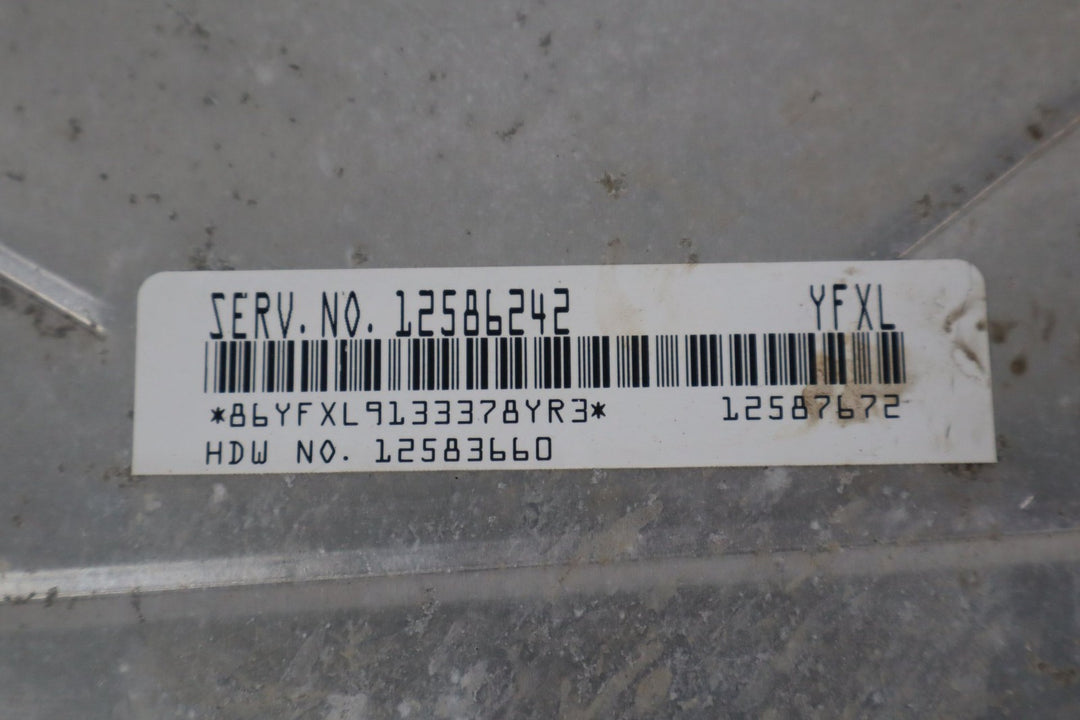 SERV. NO. 12586242 YFXL
*86YFXL9133378YR3* 12587672
HDW NO. 12583660